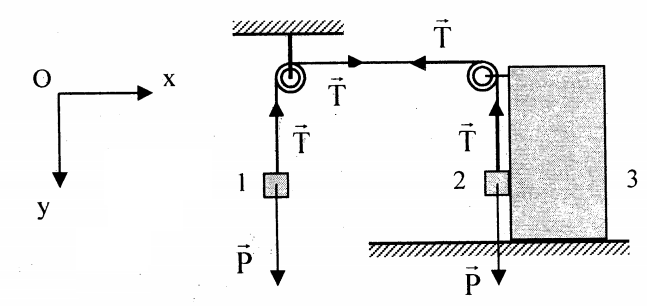 T⃗
O x
T⃗
T⃗ T⃗
1 2 3
y
P⃗ P⃗